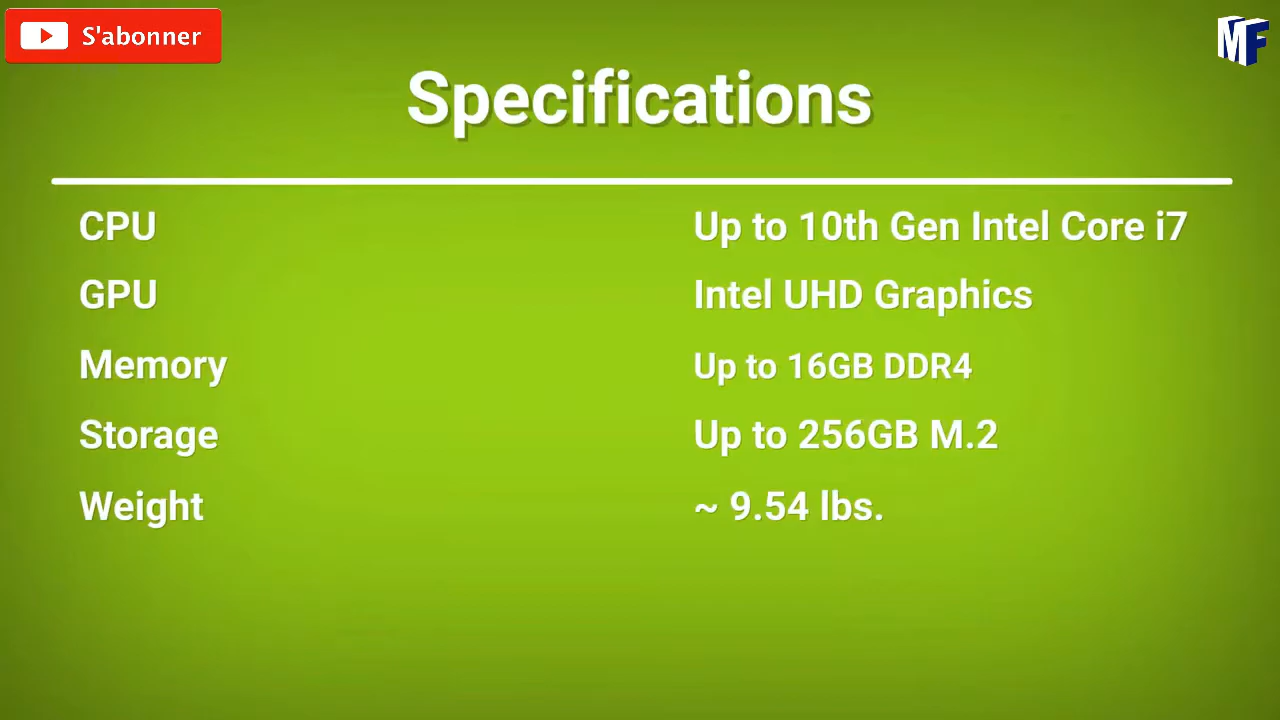 S'abonner
MF
Specifications
CPU Up to 10th Gen Intel Core i7
GPU Intel UHD Graphics
Memory Up to 16GB DDR4
Storage Up to 256GB M.2
Weight ~ 9.54 lbs.